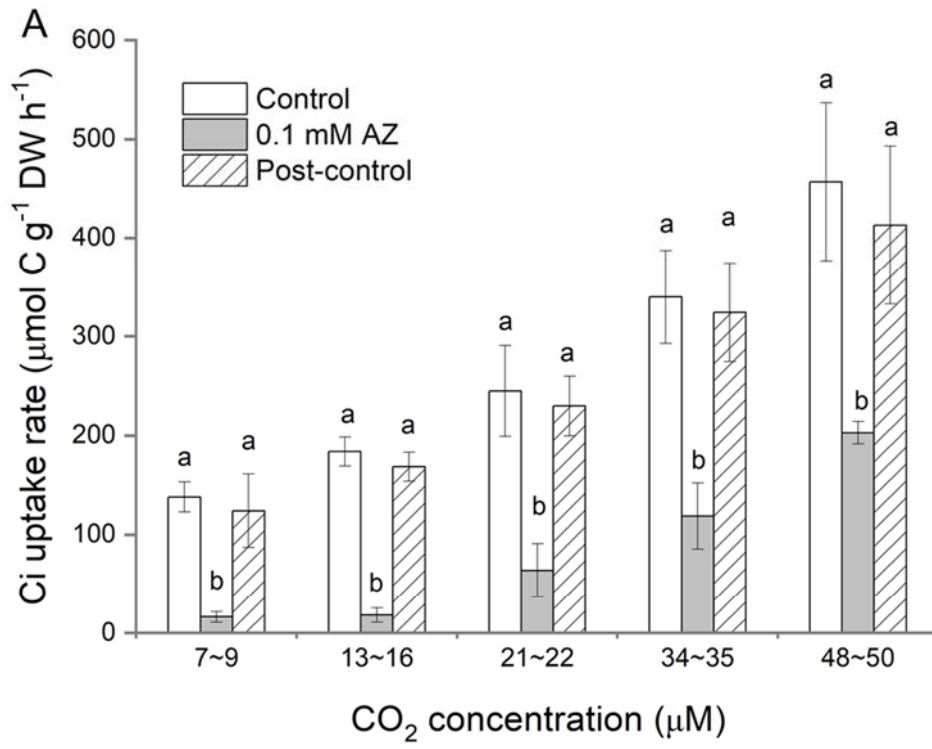 A
600
500
400
300
200
100
0
Ci uptake rate (μmol C g⁻¹ DW h⁻¹)
Control
0.1 mM AZ
Post-control
a
b
a
a
b
a
a
b
a
a
b
a
a
b
a
7~9
13~16
21~22
34~35
48~50
CO₂ concentration (μM)